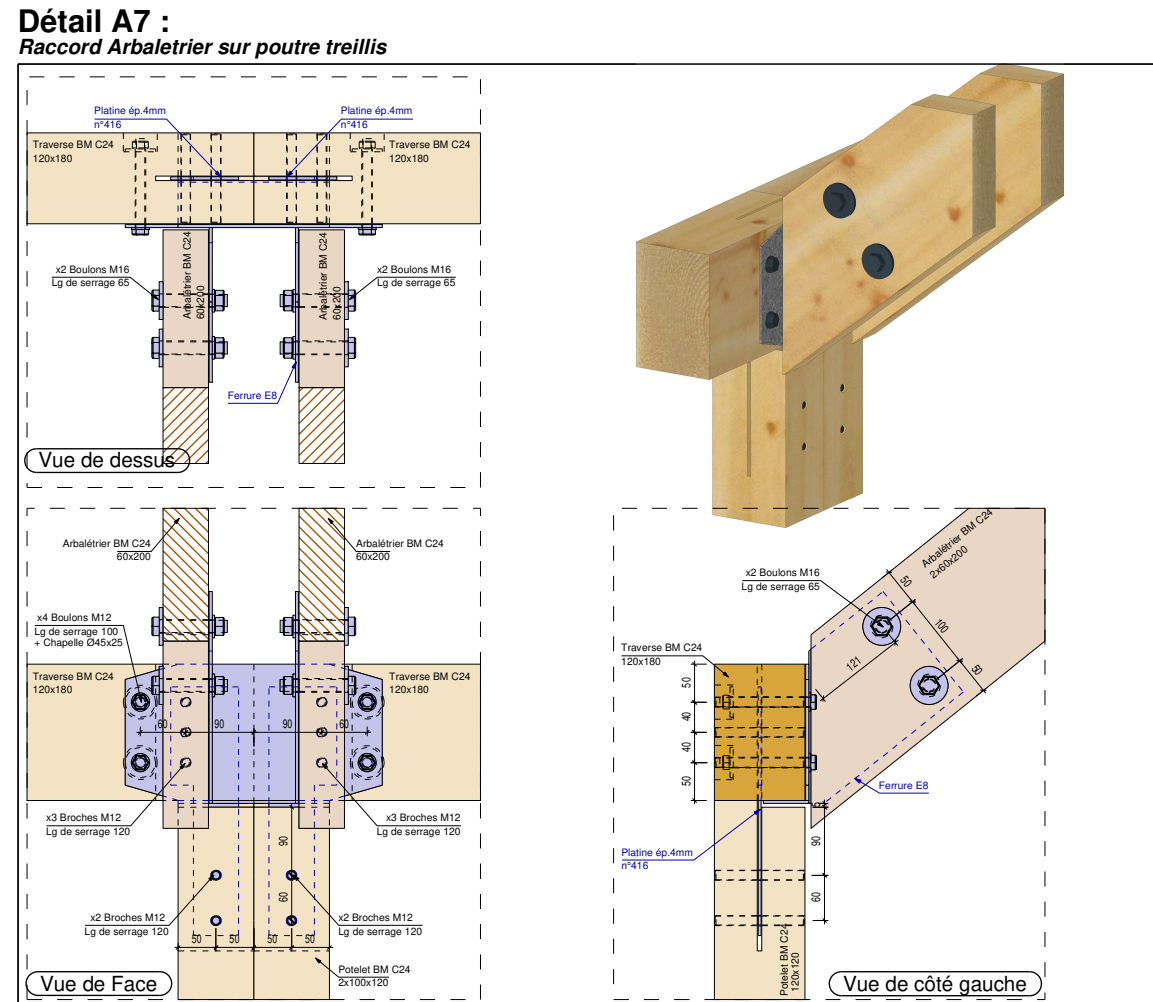 Détail A7 :
Raccord Arbaletrier sur poutre treillis
Platine ép.4mm
n°416
Platine ép.4mm
n°416
Traverse BM C24
120x180
Traverse BM C24
120x180
x2 Boulons M16
Lg de serrage 65
Arbalétrier BM C24
60x200
Arbalétrier BM C24
60x200
x2 Boulons M16
Lg de serrage 65
Ferrure E8
Vue de dessus
Arbalétrier BM C24
60x200
Arbalétrier BM C24
60x200
x4 Boulons M12
Lg de serrage 100
+ Chapelle Ø45x25
Traverse BM C24
120x180
Traverse BM C24
120x180
60
90
90
60
x3 Broches M12
Lg de serrage 120
x3 Broches M12
Lg de serrage 120
90
60
x2 Broches M12
Lg de serrage 120
x2 Broches M12
Lg de serrage 120
50
50
50
50
Potelet BM C24
2x100x120
Vue de Face
Arbalétrier BM C24
2x60x200
x2 Boulons M16
Lg de serrage 65
50
100
50
121
Traverse BM C24
120x180
50
40
40
50
Ferrure E8
5
90
60
Platine ép.4mm
n°416
Potelet BM C24
120x120
Vue de côté gauche